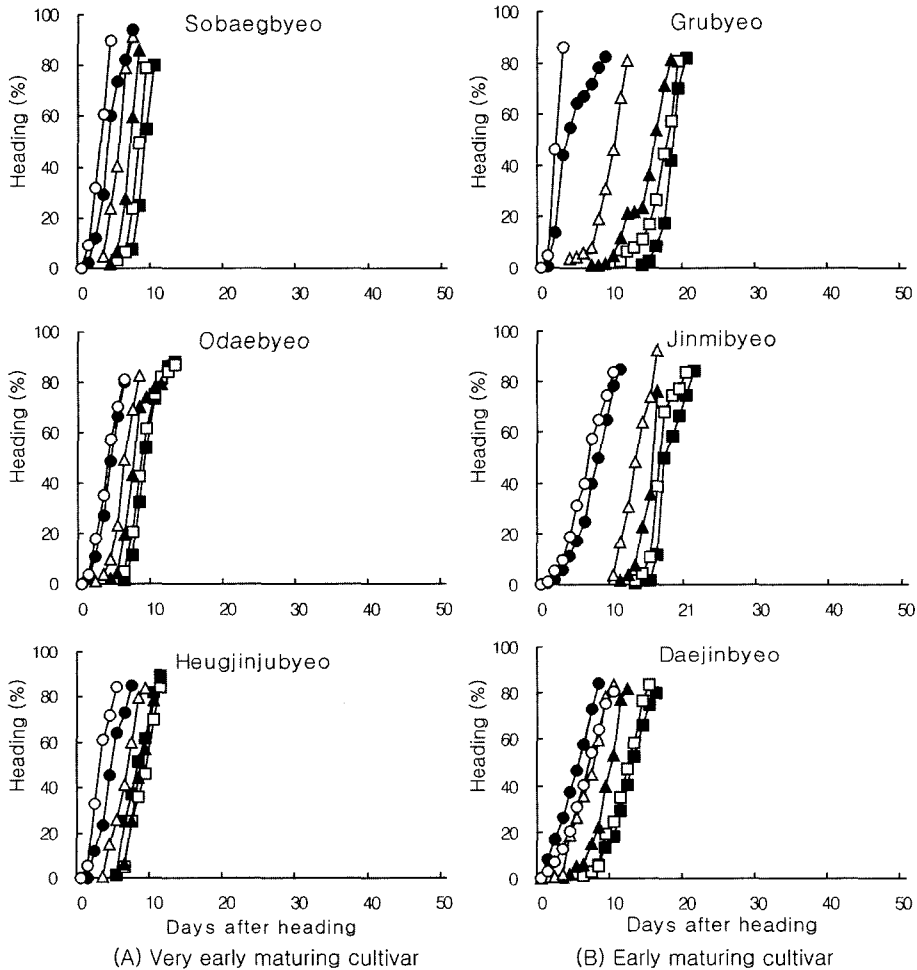 Sobaegbyeo
Heading (%)
100
80
60
40
20
0
0 10 20 30 40 50
Grubyeo
Heading (%)
100
80
60
40
20
0
0 10 20 30 40 50
Odaebyeo
Heading (%)
100
80
60
40
20
0
0 10 20 30 40 50
Jinmibyeo
Heading (%)
100
80
60
40
20
0
0 10 21 30 40 50
Heugjinjubyeo
Heading (%)
100
80
60
40
20
0
0 10 20 30 40 50
Days after heading
(A) Very early maturing cultivar
Daejinbyeo
Heading (%)
100
80
60
40
20
0
0 10 20 30 40 50
Days after heading
(B) Early maturing cultivar